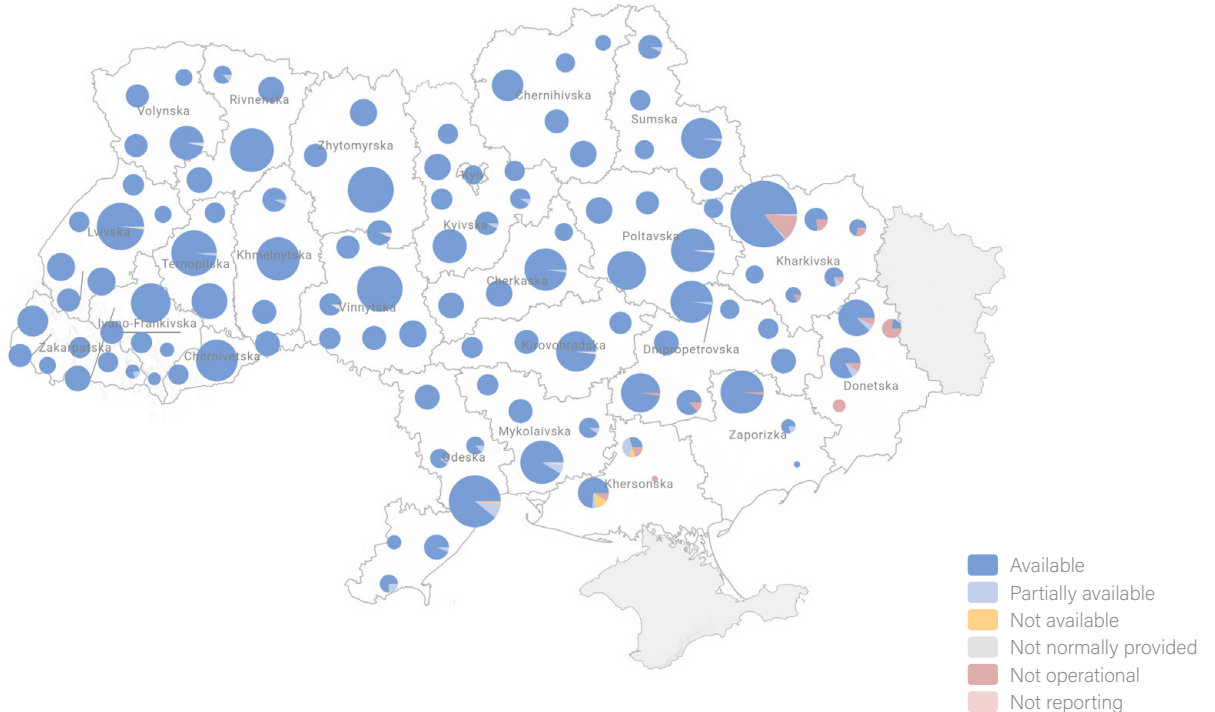 Volynska
Rivnenska
Zhytomyrska
Chernihivska
Sumska
Kyiv
Kyivska
Lvivska
Ternopilska
Khmelnytska
Vinnytska
Cherkaska
Poltavska
Kharkivska
Ivano-Frankivska
Zakarpatska
Chernivetska
Kirovohradska
Dnipropetrovska
Donetska
Mykolaivska
Zaporizka
Odeska
Khersonska
Available
Partially available
Not available
Not normally provided
Not operational
Not reporting